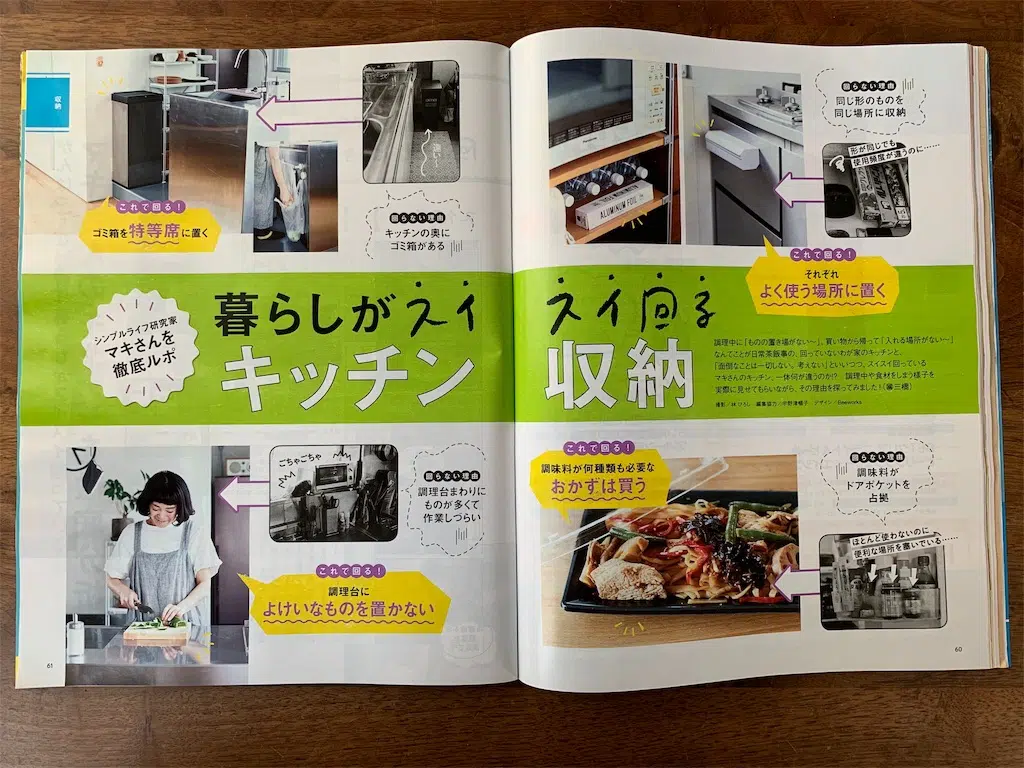 収納
遠い!
回らない理由
キッチンの奥に
ゴミ箱がある
これで回る!
ゴミ箱を特等席に置く
Panasonic
ALUMINUM FOIL
回らない理由
同じ形のものを
同じ場所に収納
形が同じでも
使用頻度が違うのに……
これで回る!
それぞれ
よく使う場所に置く
シンプルライフ研究家
マキさんを
徹底ルポ
暮らしがスイスイ回る
キッチン収納
調理中に「ものの置き場がない〜」、買い物から帰って「入れる場所がない〜」
なんてことが日常茶飯事の、回っていないわが家のキッチンと、
「面倒なことは一切しない。考えない」といいつつ、スイスイ回っている
マキさんのキッチン。一体何が違うのか!? 調理中や食材をしまう様子を
実際に見せてもらいながら、その理由を探ってみました!(編三橋)
撮影/林ひろし 編集協力/宇野津暢子 デザイン/Beeworks
ごちゃごちゃ
回らない理由
調理台まわりに
ものが多くて
作業しづらい
これで回る!
調理台に
よけいなものを置かない
61
これで回る!
調味料が何種類も必要な
おかずは買う
回らない理由
調味料が
ドアポケットを
占拠
ほとんど使わないのに
便利な場所を塞いでいる……
60